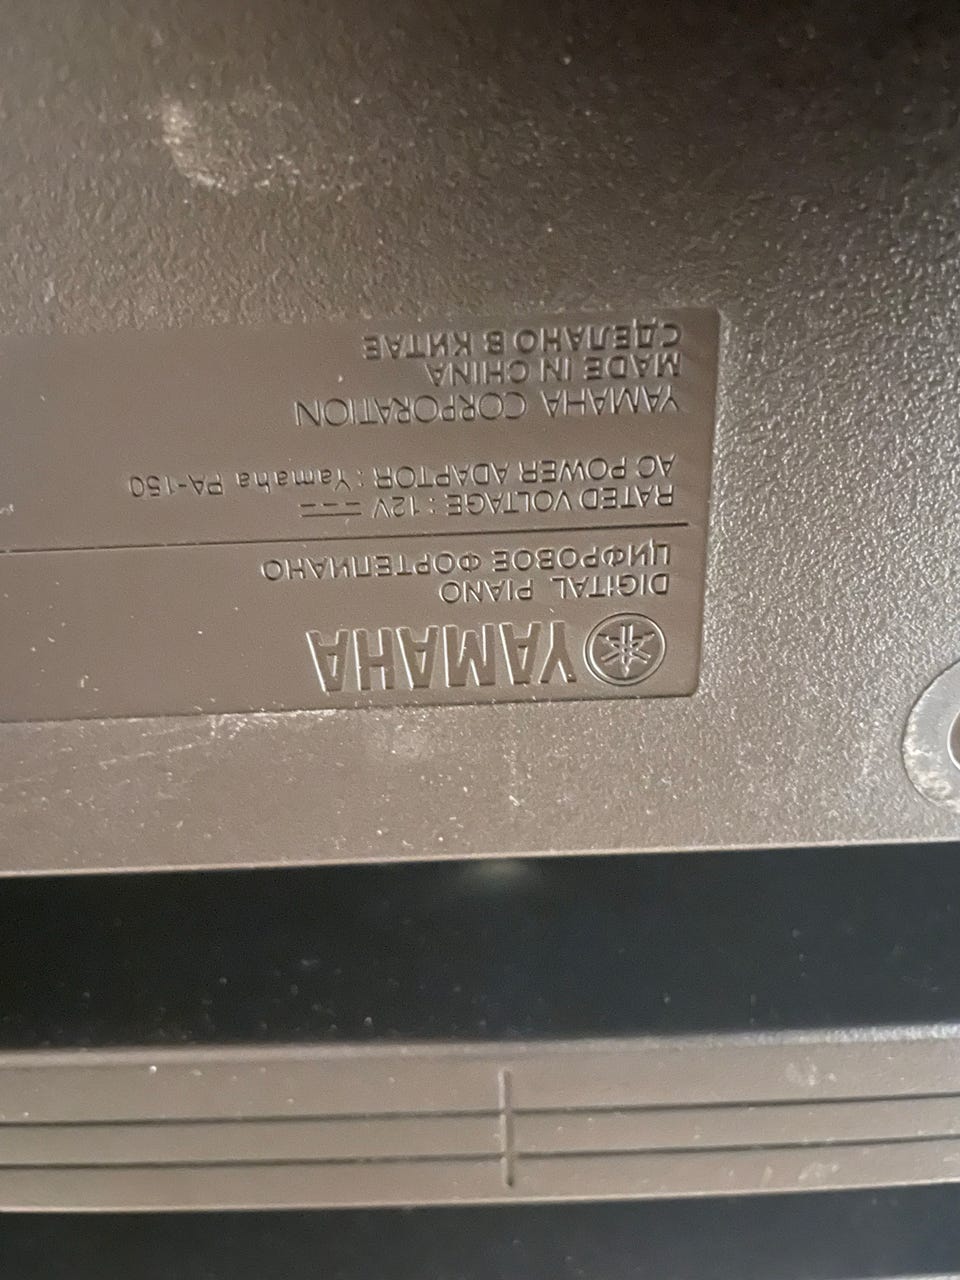 YAMAHA
DIGITAL PIANO
ЦИФРОВОЕ ФОРТЕПИАНО
RATED VOLTAGE : 12V ⎓
AC POWER ADAPTOR : Yamaha PA-150
YAMAHA CORPORATION
MADE IN CHINA
СДЕЛАНО В КИТАЕ